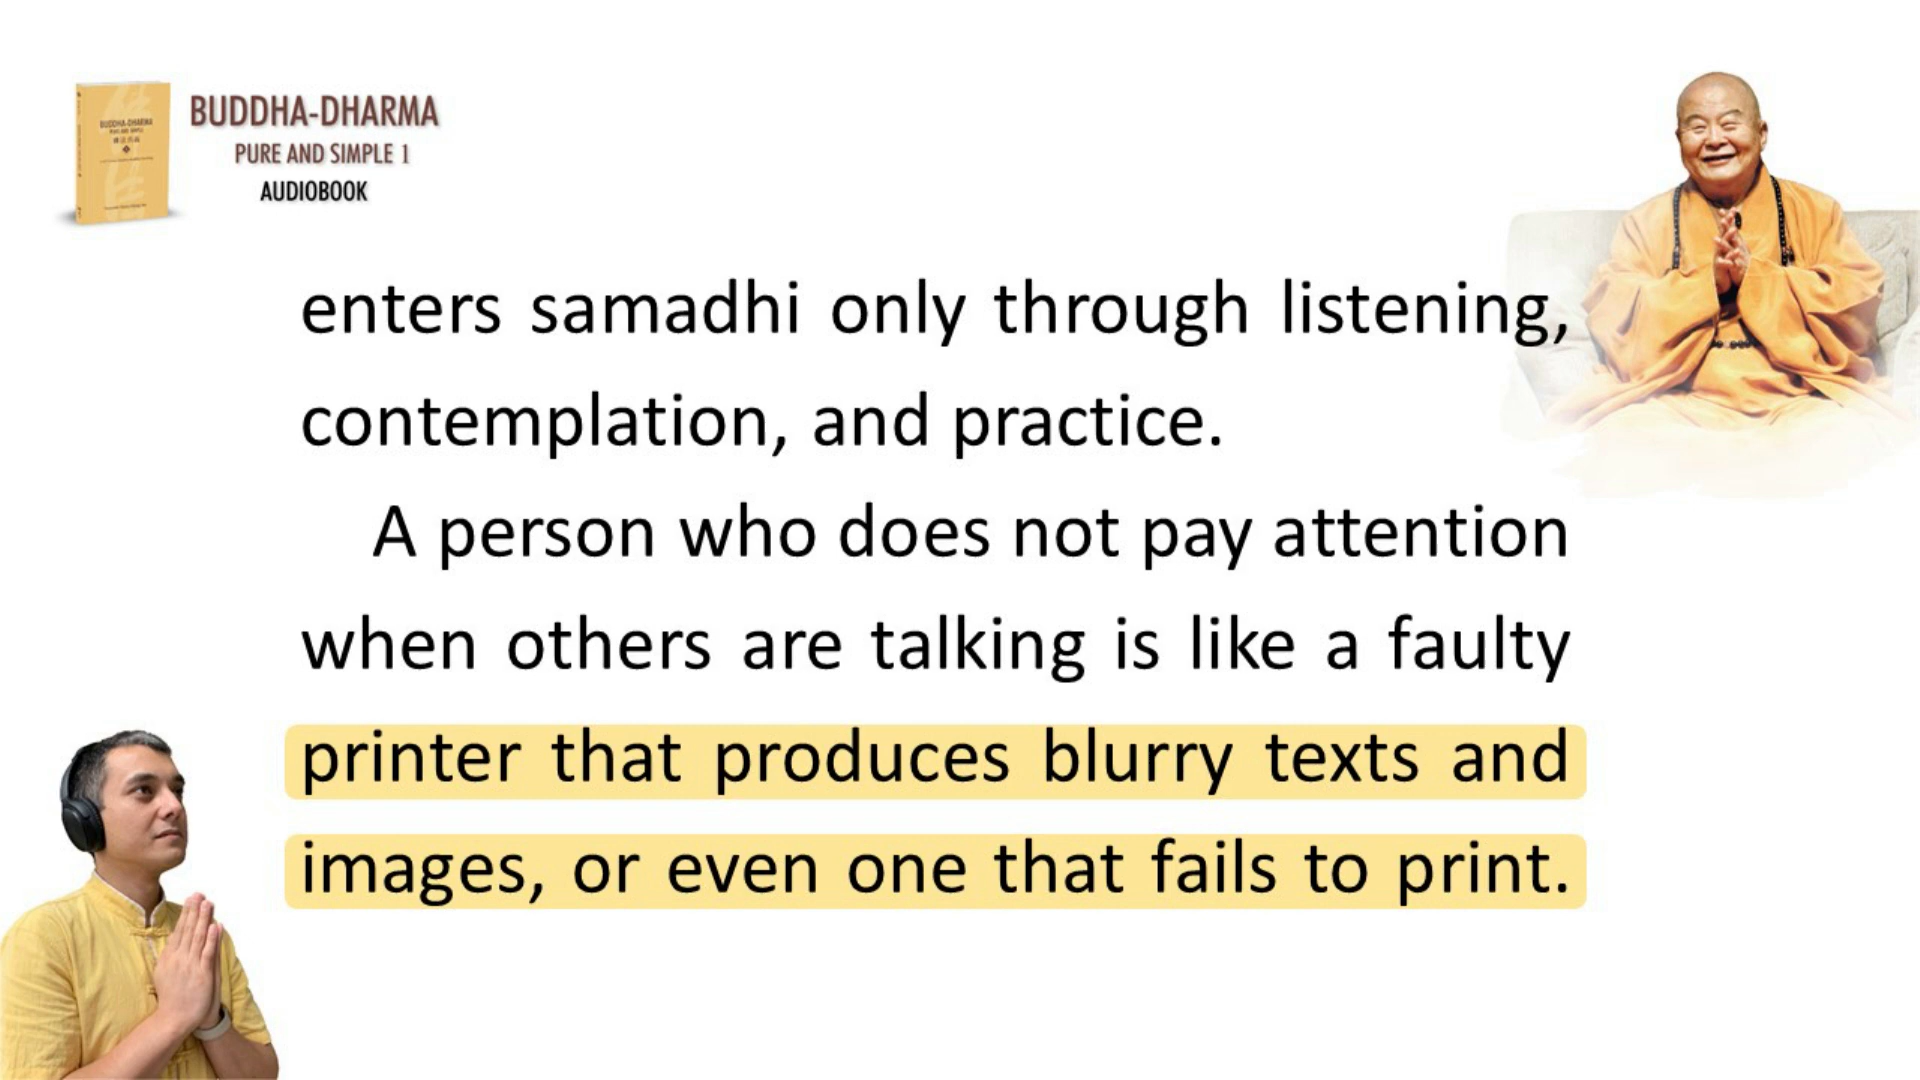 BUDDHA-DHARMA
PURE AND SIMPLE 1
AUDIOBOOK
BUDDHA-DHARMA
enters samadhi only through listening,
contemplation, and practice.
A person who does not pay attention
when others are talking is like a faulty
printer that produces blurry texts and
images, or even one that fails to print.